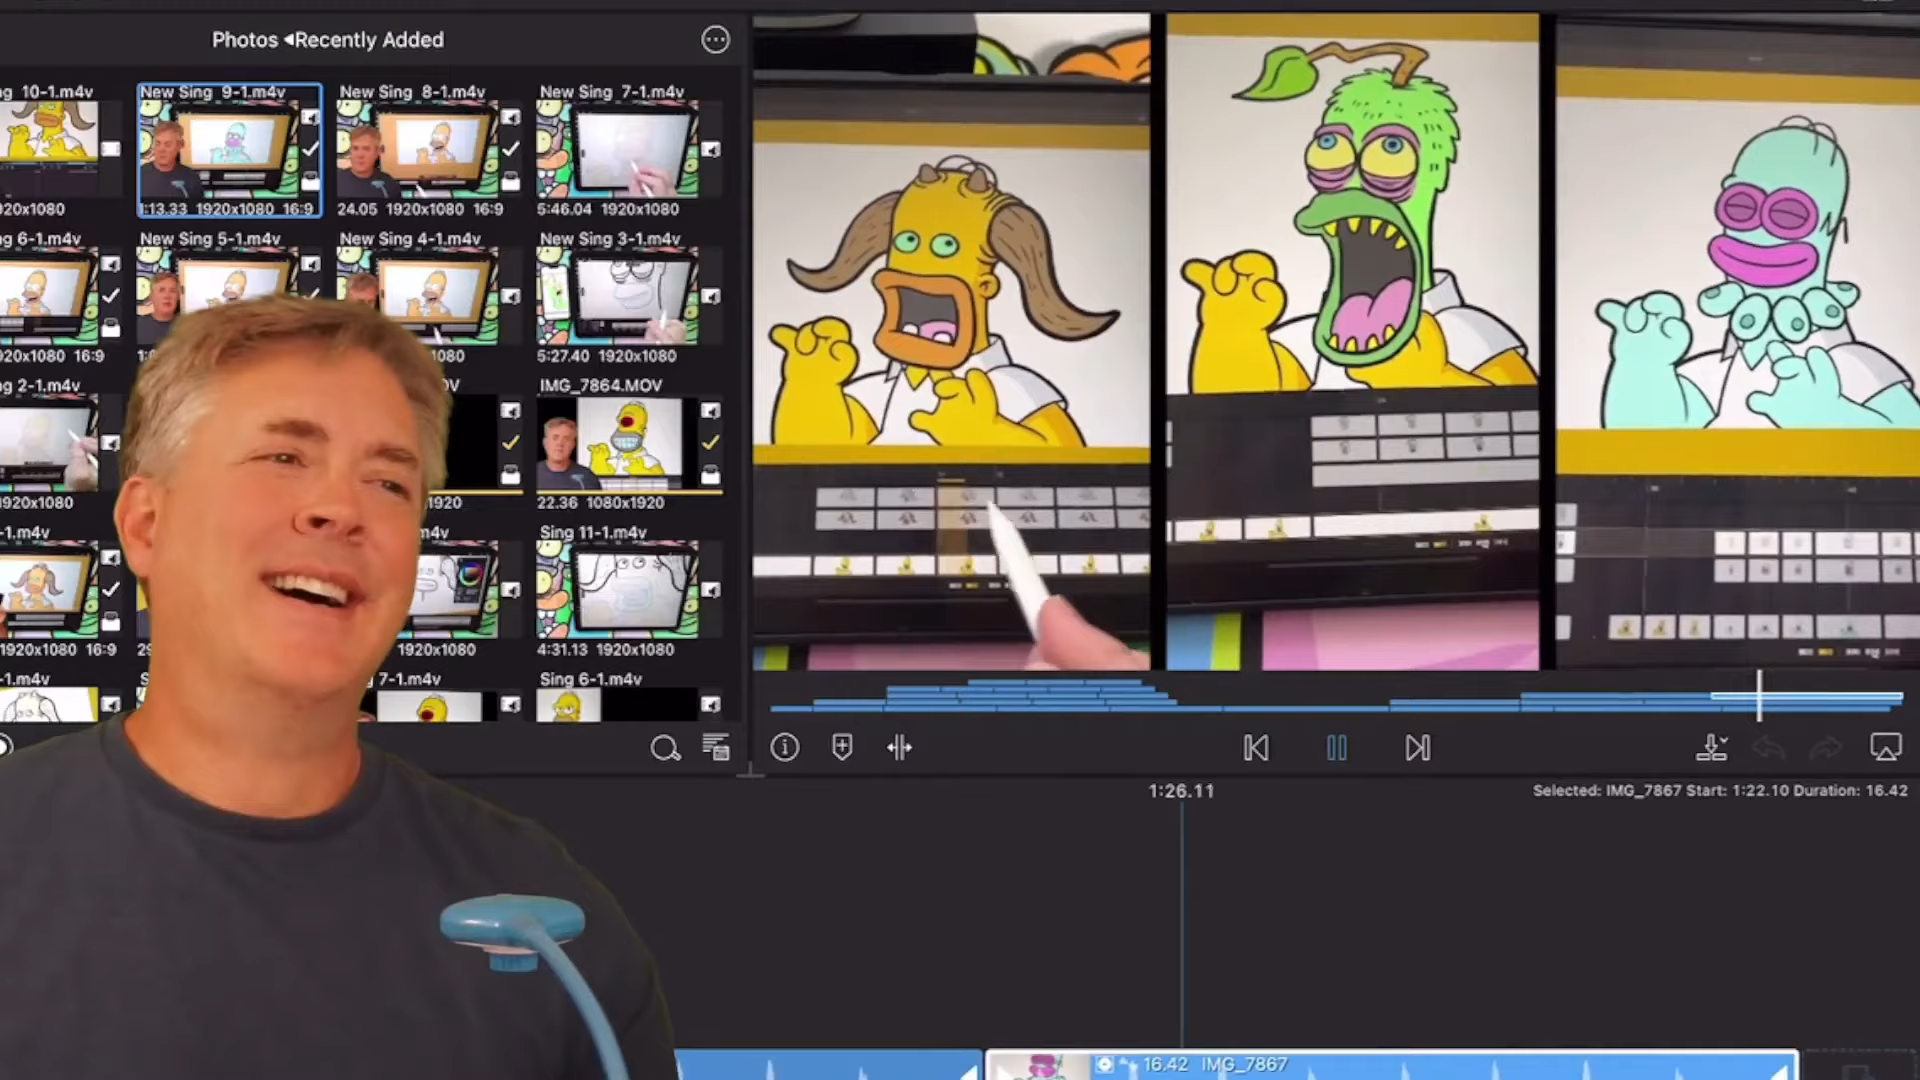 Photos ◂Recently Added
g 10-1.m4v
New Sing 9-1.m4v
New Sing 8-1.m4v
New Sing 7-1.m4v
20x1080
1:13.33 1920x1080 16:9
24.05 1920x1080 16:9
5:46.04 1920x1080
g 6-1.m4v
New Sing 5-1.m4v
New Sing 4-1.m4v
New Sing 3-1.m4v
20x1080 16:9
1080
5:27.40 1920x1080
g 2-1.m4v
OV
IMG_7864.MOV
1920x1080
1920
22.36 1080x1920
-1.m4v
m4v
Sing 11-1.m4v
1920x1080 16:9
29
1920x1080
4:31.13 1920x1080
-1.m4v
S
7-1.m4v
Sing 6-1.m4v
1:26.11
Selected: IMG_7867 Start: 1:22.10 Duration: 16.42
16.42 IMG_7867